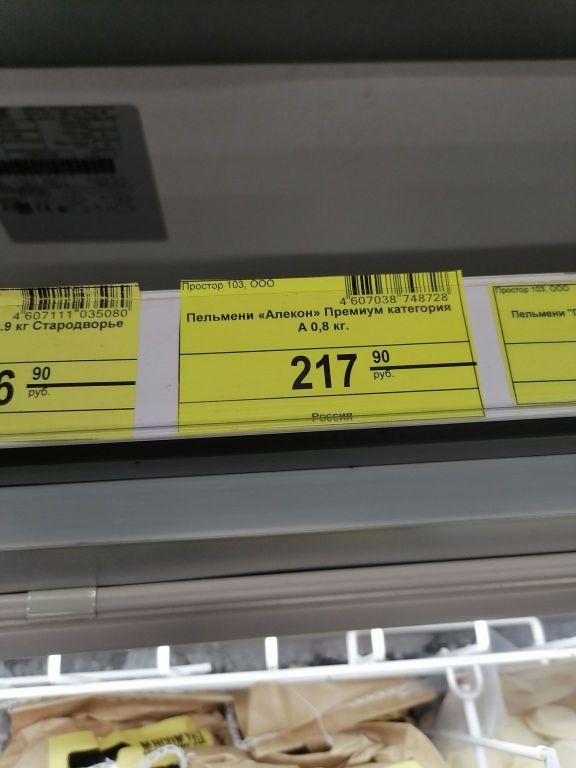 4 607111 035080
.9 кг Стародворье
6 90
руб.
Простор 103, ООО
4 607038 748728
Пельмени «Алекон» Премиум категория
А 0,8 кг.
217 90
руб.
Россия
Простор 103, ООО
Пельмени